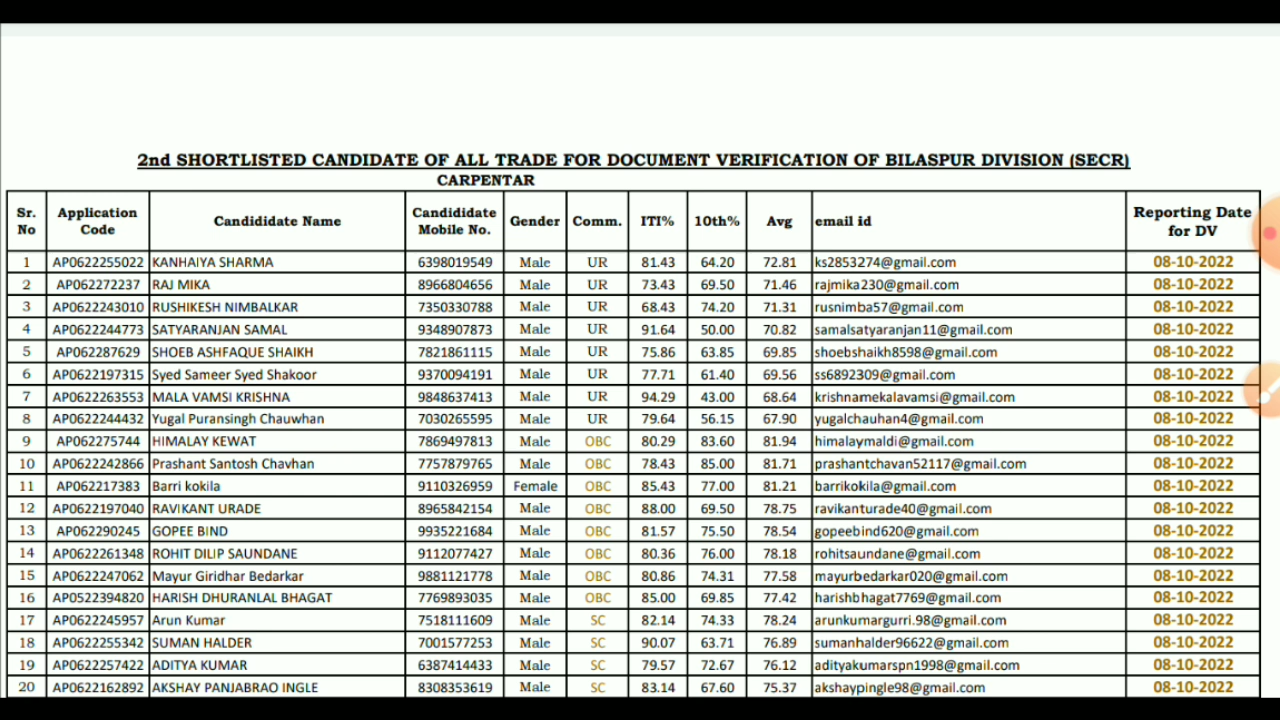 2nd SHORTLISTED CANDIDATE OF ALL TRADE FOR DOCUMENT VERIFICATION OF BILASPUR DIVISION (SECR)
CARPENTAR
Sr. No Application Code Candididate Name Candididate Mobile No. Gender Comm. ITI% 10th% Avg email id Reporting Date for DV
1 AP0622255022 KANHAIYA SHARMA 6398019549 Male UR 81.43 64.20 72.81 ks2853274@gmail.com 08-10-2022
2 AP062272237 RAJ MIKA 8966804656 Male UR 73.43 69.50 71.46 rajmika230@gmail.com 08-10-2022
3 AP0622243010 RUSHIKESH NIMBALKAR 7350330788 Male UR 68.43 74.20 71.31 rusnimba57@gmail.com 08-10-2022
4 AP0622244773 SATYARANJAN SAMAL 9348907873 Male UR 91.64 50.00 70.82 samalsatyaranjan11@gmail.com 08-10-2022
5 AP062287629 SHOEB ASHFAQUE SHAIKH 7821861115 Male UR 75.86 63.85 69.85 shoebshaikh8598@gmail.com 08-10-2022
6 AP0622197315 Syed Sameer Syed Shakoor 9370094191 Male UR 77.71 61.40 69.56 ss6892309@gmail.com 08-10-2022
7 AP0622263553 MALA VAMSI KRISHNA 9848637413 Male UR 94.29 43.00 68.64 krishnamekalavamsi@gmail.com 08-10-2022
8 AP0622244432 Yugal Puransingh Chauwhan 7030265595 Male UR 79.64 56.15 67.90 yugalchauhan4@gmail.com 08-10-2022
9 AP062275744 HIMALAY KEWAT 7869497813 Male OBC 80.29 83.60 81.94 himalaymaldi@gmail.com 08-10-2022
10 AP0622242866 Prashant Santosh Chavhan 7757879765 Male OBC 78.43 85.00 81.71 prashantchavan52117@gmail.com 08-10-2022
11 AP062217383 Barri kokila 9110326959 Female OBC 85.43 77.00 81.21 barrikokila@gmail.com 08-10-2022
12 AP0622197040 RAVIKANT URADE 8965842154 Male OBC 88.00 69.50 78.75 ravikanturade40@gmail.com 08-10-2022
13 AP062290245 GOPEE BIND 9935221684 Male OBC 81.57 75.50 78.54 gopeebind620@gmail.com 08-10-2022
14 AP0622261348 ROHIT DILIP SAUNDANE 9112077427 Male OBC 80.36 76.00 78.18 rohitsaundane@gmail.com 08-10-2022
15 AP0622247062 Mayur Giridhar Bedarkar 9881121778 Male OBC 80.86 74.31 77.58 mayurbedarkar020@gmail.com 08-10-2022
16 AP0522394820 HARISH DHURANLAL BHAGAT 7769893035 Male OBC 85.00 69.85 77.42 harishbhagat7769@gmail.com 08-10-2022
17 AP0622245957 Arun Kumar 7518111609 Male SC 82.14 74.33 78.24 arunkumargurri.98@gmail.com 08-10-2022
18 AP0622255342 SUMAN HALDER 7001577253 Male SC 90.07 63.71 76.89 sumanhalder96622@gmail.com 08-10-2022
19 AP0622257422 ADITYA KUMAR 6387414433 Male SC 79.57 72.67 76.12 adityakumarspn1998@gmail.com 08-10-2022
20 AP0622162892 AKSHAY PANJABRAO INGLE 8308353619 Male SC 83.14 67.60 75.37 akshaypingle98@gmail.com 08-10-2022